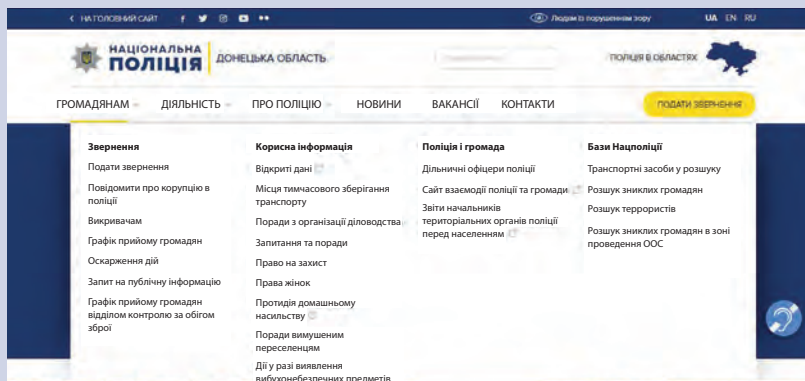 НА ГОЛОВНИЙ САЙТ
Людям із порушенням зору
UA EN RU
НАЦІОНАЛЬНА
ПОЛІЦІЯ
ДОНЕЦЬКА ОБЛАСТЬ
ПОЛІЦІЯ В ОБЛАСТЯХ
ГРОМАДЯНАМ ДІЯЛЬНІСТЬ ПРО ПОЛІЦІЮ НОВИНИ ВАКАНСІЇ КОНТАКТИ
ПОДАТИ ЗВЕРНЕННЯ
Звернення
Подати звернення
Повідомити про корупцію в
поліції
Викривачам
Графік прийому громадян
Оскарження дій
Запит на публічну інформацію
Графік прийому громадян
відділом контролю за обігом
зброї
Корисна інформація
Відкриті дані
Місця тимчасового зберігання
транспорту
Поради з організації діловодства
Запитання та поради
Право на захист
Права жінок
Протидія домашньому
насильству
Поради вимушеним
переселенцям
Дії у разі виявлення
вибухонебезпечних предметів
Поліція і громада
Дільничні офіцери поліції
Сайт взаємодії поліції та громади
Звіти начальників
територіальних органів поліції
перед населенням
Бази Нацполіції
Транспортні засоби у розшуку
Розшук зниклих громадян
Розшук террористів
Розшук зниклих громадян в зоні
проведення ООС